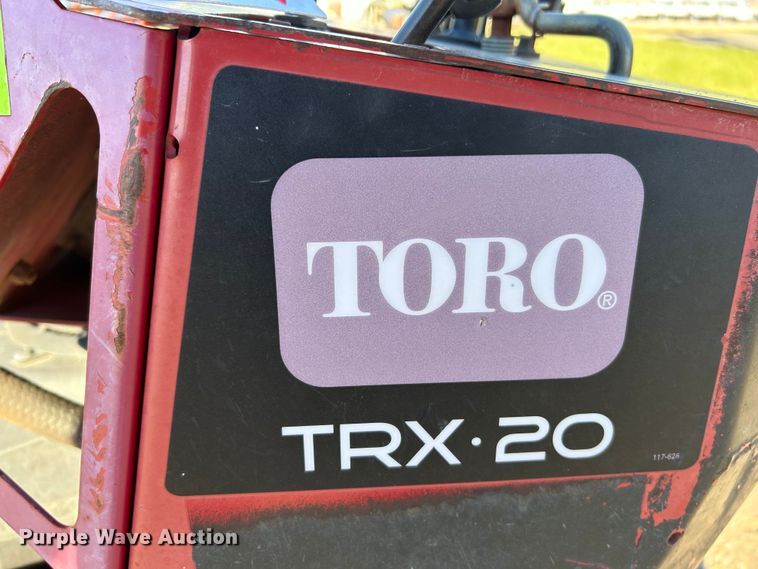 TORO®
TRX·20
117-626
Purple Wave Auction